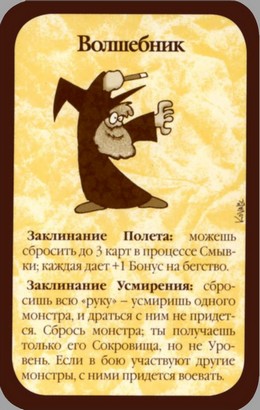 Волшебник
Заклинание Полета: можешь
сбросить до 3 карт в процессе Смыв-
ки; каждая дает +1 Бонус на бегство.
Заклинание Усмирения: сбро-
сишь всю «руку» – усмиришь одного
монстра, и драться с ним не придет-
ся. Сбрось монстра; ты получаешь
только его Сокровища, но не Уро-
вень. Если в бою участвуют другие
монстры, с ними придется воевать.